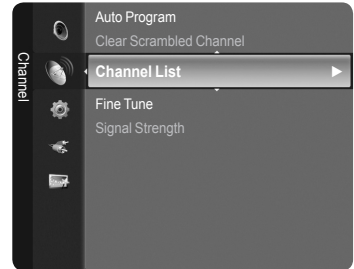 Channel
Auto Program
Clear Scrambled Channel
Channel List
Fine Tune
Signal Strength